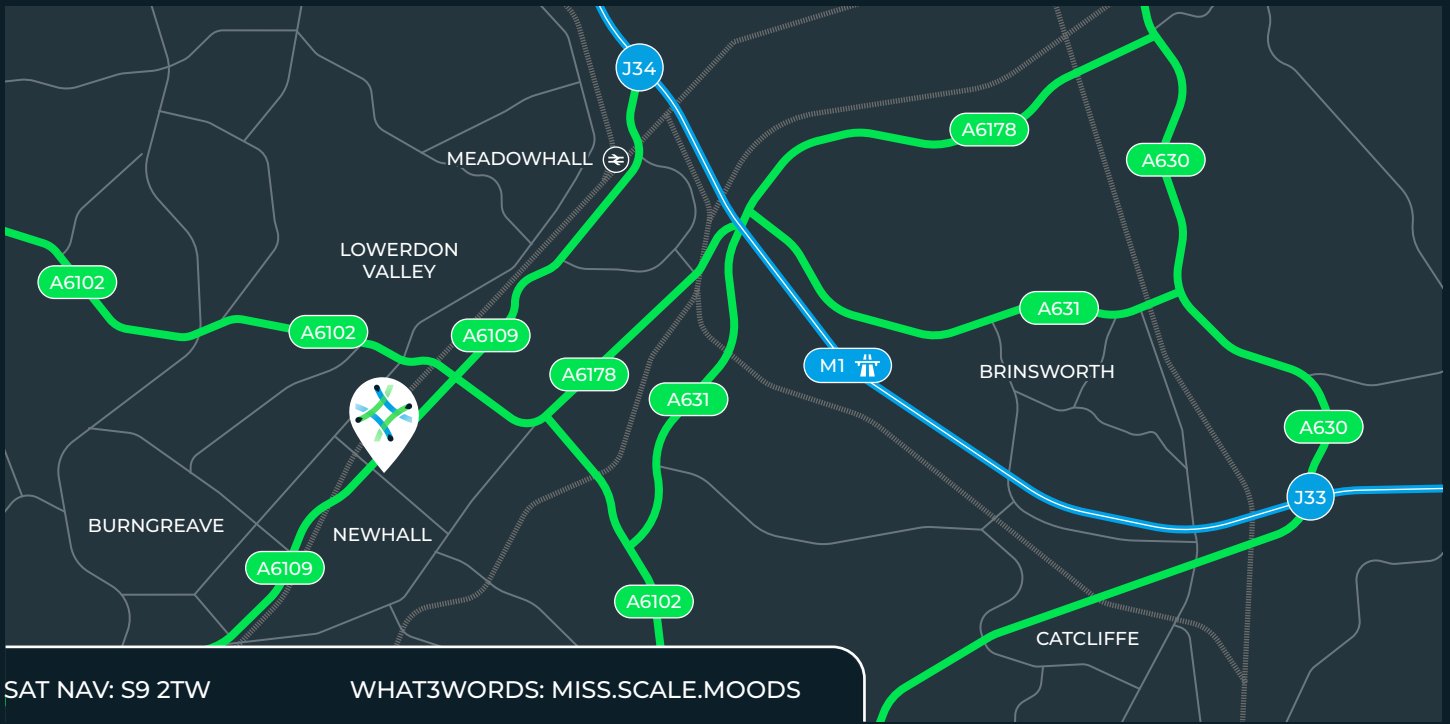 J34
A6178
MEADOWHALL
A630
LOWERDON
VALLEY
A6102
A631
A6102
A6109
M1
BRINSWORTH
A6178
A631
A630
J33
BURNGREAVE
NEWHALL
A6109
A6102
CATCLIFFE
SAT NAV: S9 2TW
WHAT3WORDS: MISS.SCALE.MOODS